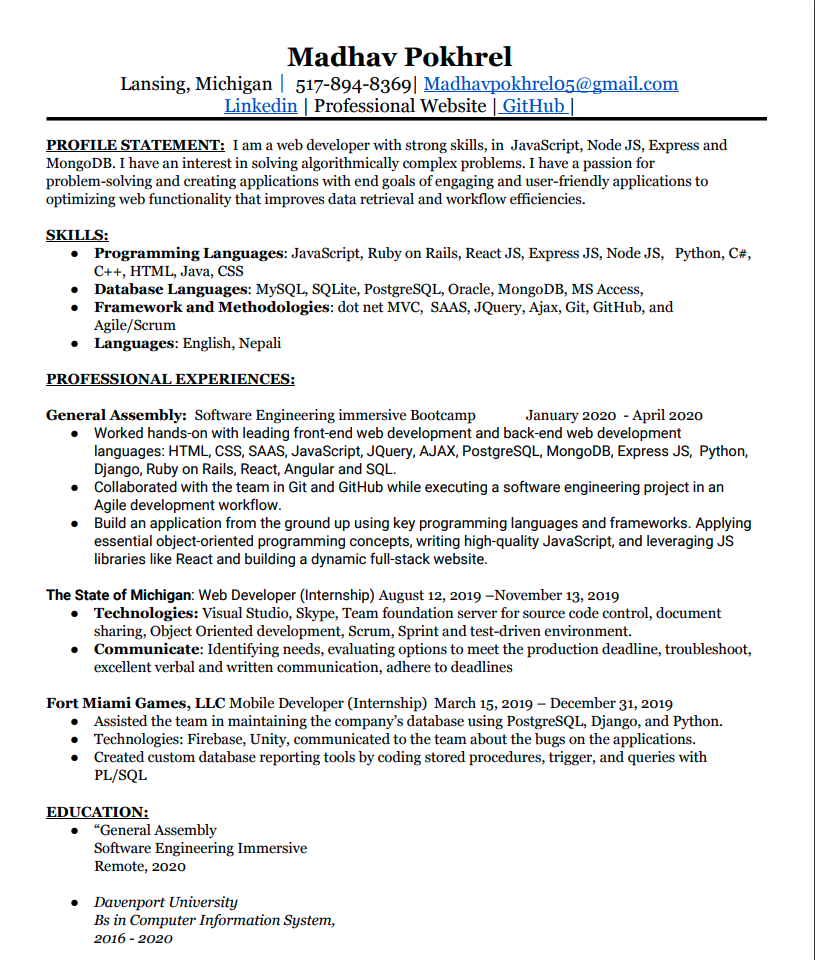 Madhav Pokhrel
Lansing, Michigan | 517-894-8369| Madhavpokhrel05@gmail.com
Linkedin | Professional Website | GitHub |
PROFILE STATEMENT: I am a web developer with strong skills, in JavaScript, Node JS, Express and
MongoDB. I have an interest in solving algorithmically complex problems. I have a passion for
problem-solving and creating applications with end goals of engaging and user-friendly applications to
optimizing web functionality that improves data retrieval and workflow efficiencies.
SKILLS:
● Programming Languages: JavaScript, Ruby on Rails, React JS, Express JS, Node JS, Python, C#,
C++, HTML, Java, CSS
● Database Languages: MySQL, SQLite, PostgreSQL, Oracle, MongoDB, MS Access,
● Framework and Methodologies: dot net MVC, SAAS, JQuery, Ajax, Git, GitHub, and
Agile/Scrum
● Languages: English, Nepali
PROFESSIONAL EXPERIENCES:
General Assembly: Software Engineering immersive Bootcamp January 2020 - April 2020
● Worked hands-on with leading front-end web development and back-end web development
languages: HTML, CSS, SAAS, JavaScript, JQuery, AJAX, PostgreSQL, MongoDB, Express JS, Python,
Django, Ruby on Rails, React, Angular and SQL.
● Collaborated with the team in Git and GitHub while executing a software engineering project in an
Agile development workflow.
● Build an application from the ground up using key programming languages and frameworks. Applying
essential object-oriented programming concepts, writing high-quality JavaScript, and leveraging JS
libraries like React and building a dynamic full-stack website.
The State of Michigan: Web Developer (Internship) August 12, 2019 –November 13, 2019
● Technologies: Visual Studio, Skype, Team foundation server for source code control, document
sharing, Object Oriented development, Scrum, Sprint and test-driven environment.
● Communicate: Identifying needs, evaluating options to meet the production deadline, troubleshoot,
excellent verbal and written communication, adhere to deadlines
Fort Miami Games, LLC Mobile Developer (Internship) March 15, 2019 – December 31, 2019
● Assisted the team in maintaining the company’s database using PostgreSQL, Django, and Python.
● Technologies: Firebase, Unity, communicated to the team about the bugs on the applications.
● Created custom database reporting tools by coding stored procedures, trigger, and queries with
PL/SQL
EDUCATION:
● “General Assembly
Software Engineering Immersive
Remote, 2020
● Davenport University
Bs in Computer Information System,
2016 - 2020